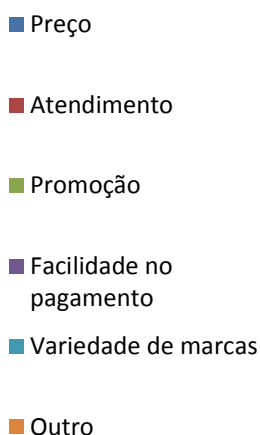 Preço
Atendimento
Promoção
Facilidade no
pagamento
Variedade de marcas
Outro